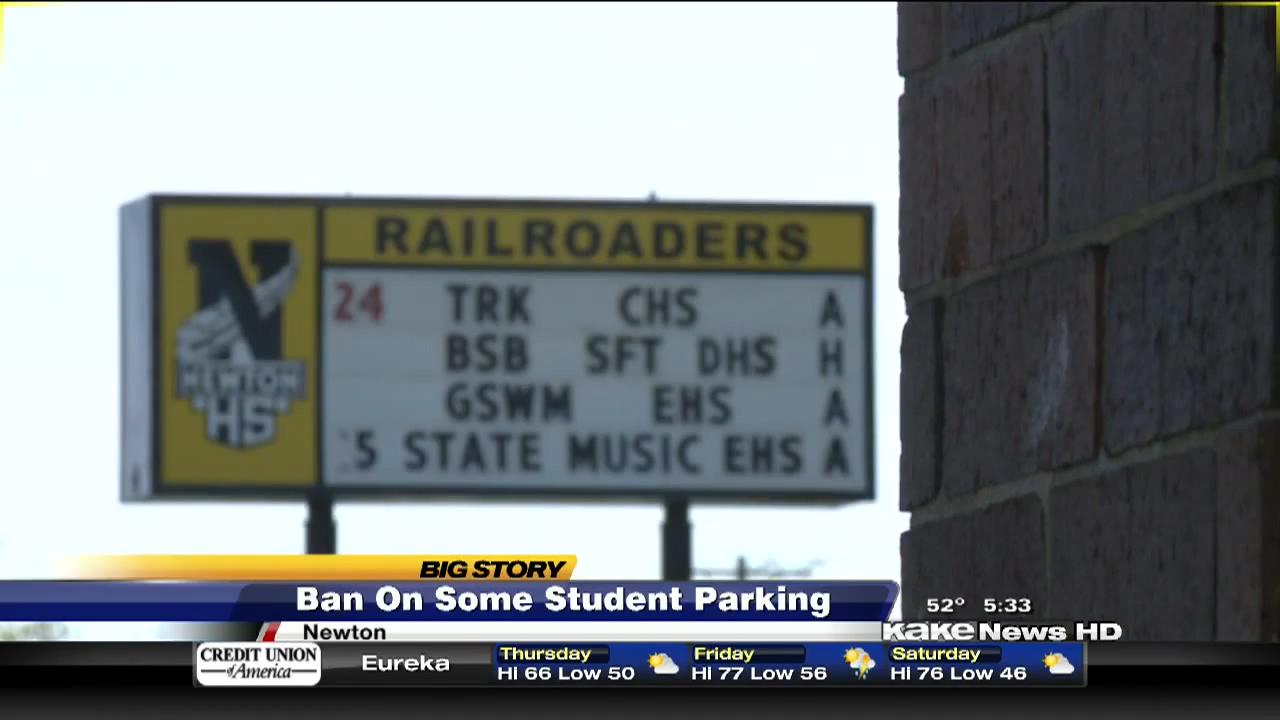 RAILROADERS
N
NEWTON
"HS"
24 TRK CHS A
BSB SFT DHS H
GSWM EHS A
5 STATE MUSIC EHS A
BIG STORY
Ban On Some Student Parking
Newton
52° 5:33
KAKE News HD
CREDIT UNION
of America
Eureka
Thursday
HI 66 Low 50
Friday
HI 77 Low 56
Saturday
HI 76 Low 46